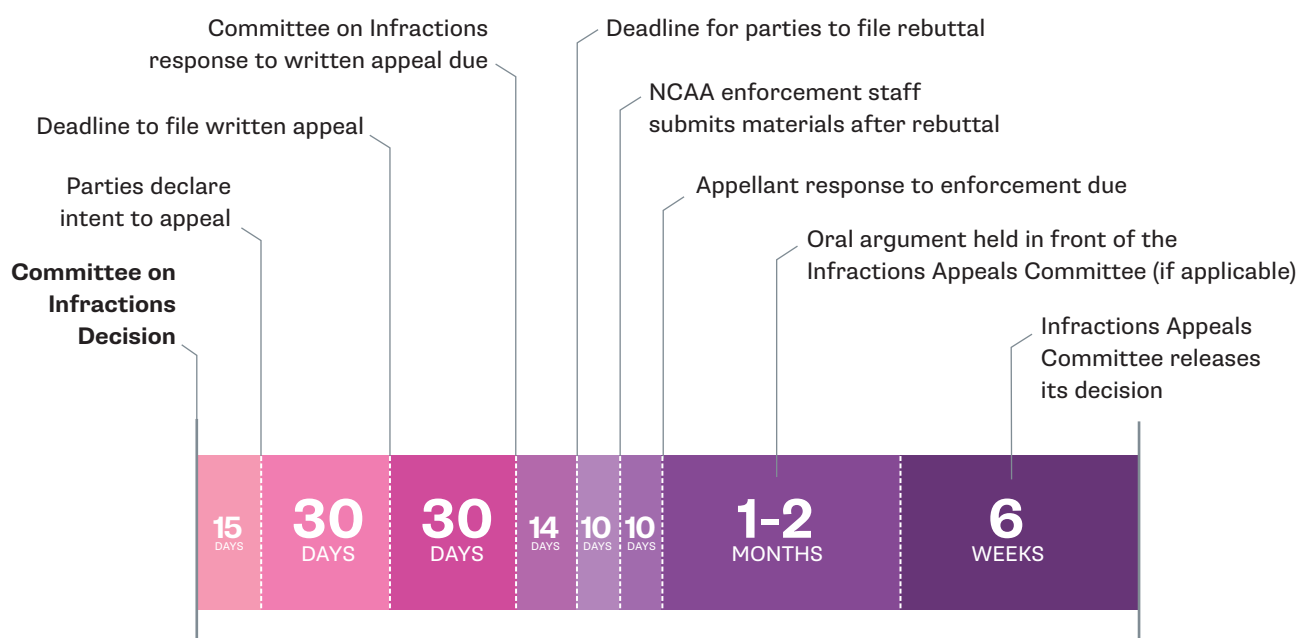 Committee on Infractions
response to written appeal due
Deadline for parties to file rebuttal
NCAA enforcement staff
submits materials after rebuttal
Deadline to file written appeal
Parties declare
intent to appeal
Appellant response to enforcement due
Oral argument held in front of the
Infractions Appeals Committee (if applicable)
Committee on
Infractions
Decision
Infractions Appeals
Committee releases
its decision
15
DAYS
30
DAYS
30
DAYS
14
DAYS
10
DAYS
10
DAYS
1-2
MONTHS
6
WEEKS